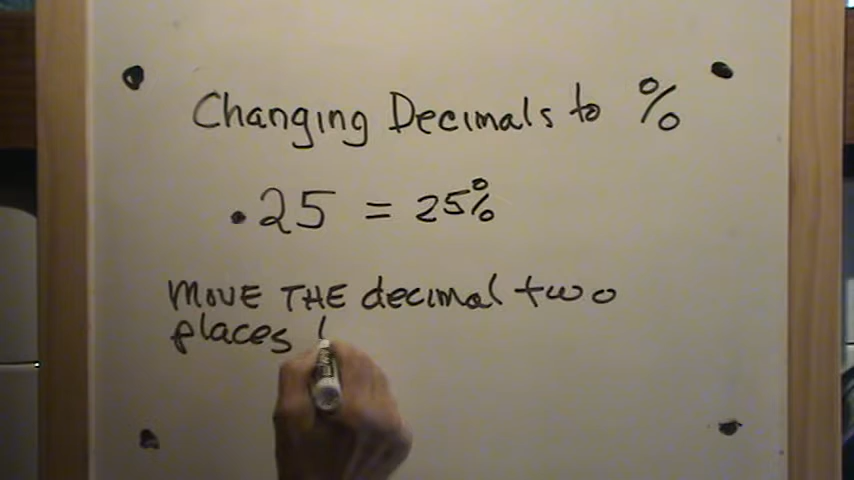 Changing Decimals to %
.25 = 25%
MOVE THE decimal two
places